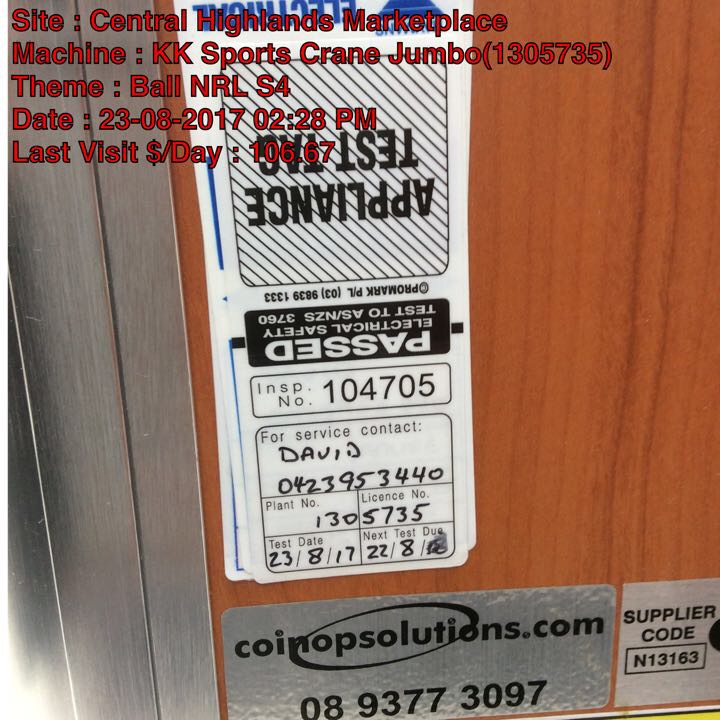 Site : Central Highlands Marketplace
Machine : KK Sports Crane Jumbo(1305735)
Theme : Ball NRL S4
Date : 23-08-2017 02:28 PM
Last Visit $/Day : 106.67
ELECTRICAL
APPLIANCE
TEST TAG
©PROMARK P/L (03) 9839 1333
PASSED
ELECTRICAL SAFETY
TEST TO AS/NZS 3760
Insp. No. 104705
For service contact:
DAVID
0423953440
Plant No. Licence No.
1305735
Test Date Next Test Due
23/8/17 22/8/
coinopsolutions.com
08 9377 3097
SUPPLIER
CODE
N13163